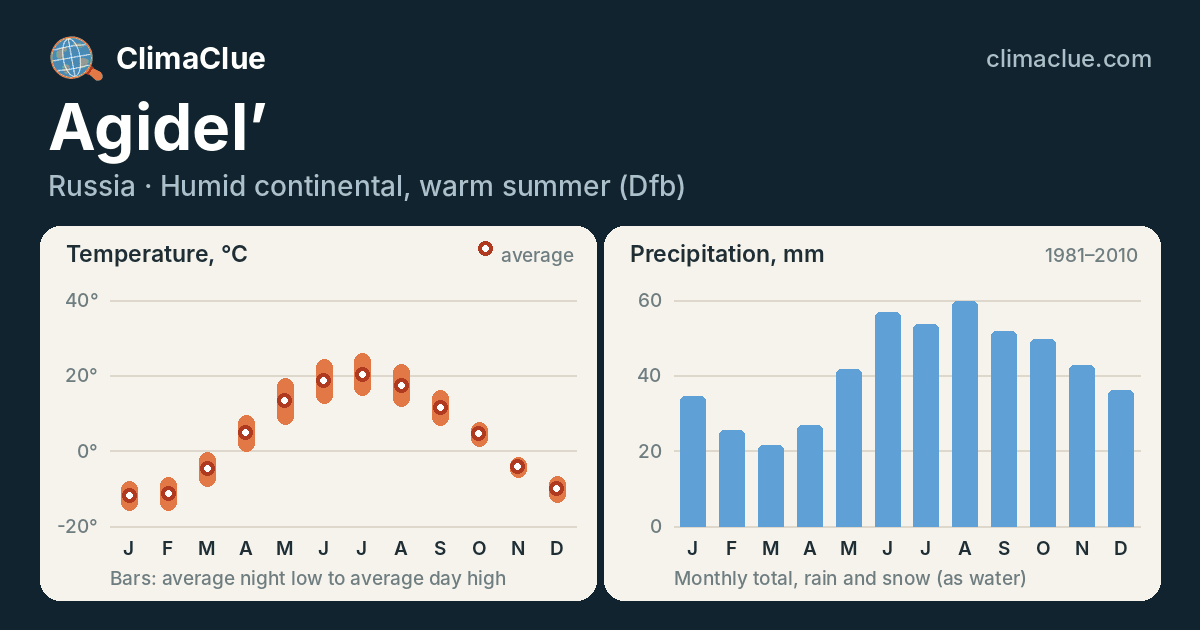 ClimaClue
climaclue.com
Agidel’
Russia · Humid continental, warm summer (Dfb)
Temperature, °C
average
40°
20°
0°
-20°
J F M A M J J A S O N D
Bars: average night low to average day high
Precipitation, mm
1981–2010
60
40
20
0
J F M A M J J A S O N D
Monthly total, rain and snow (as water)